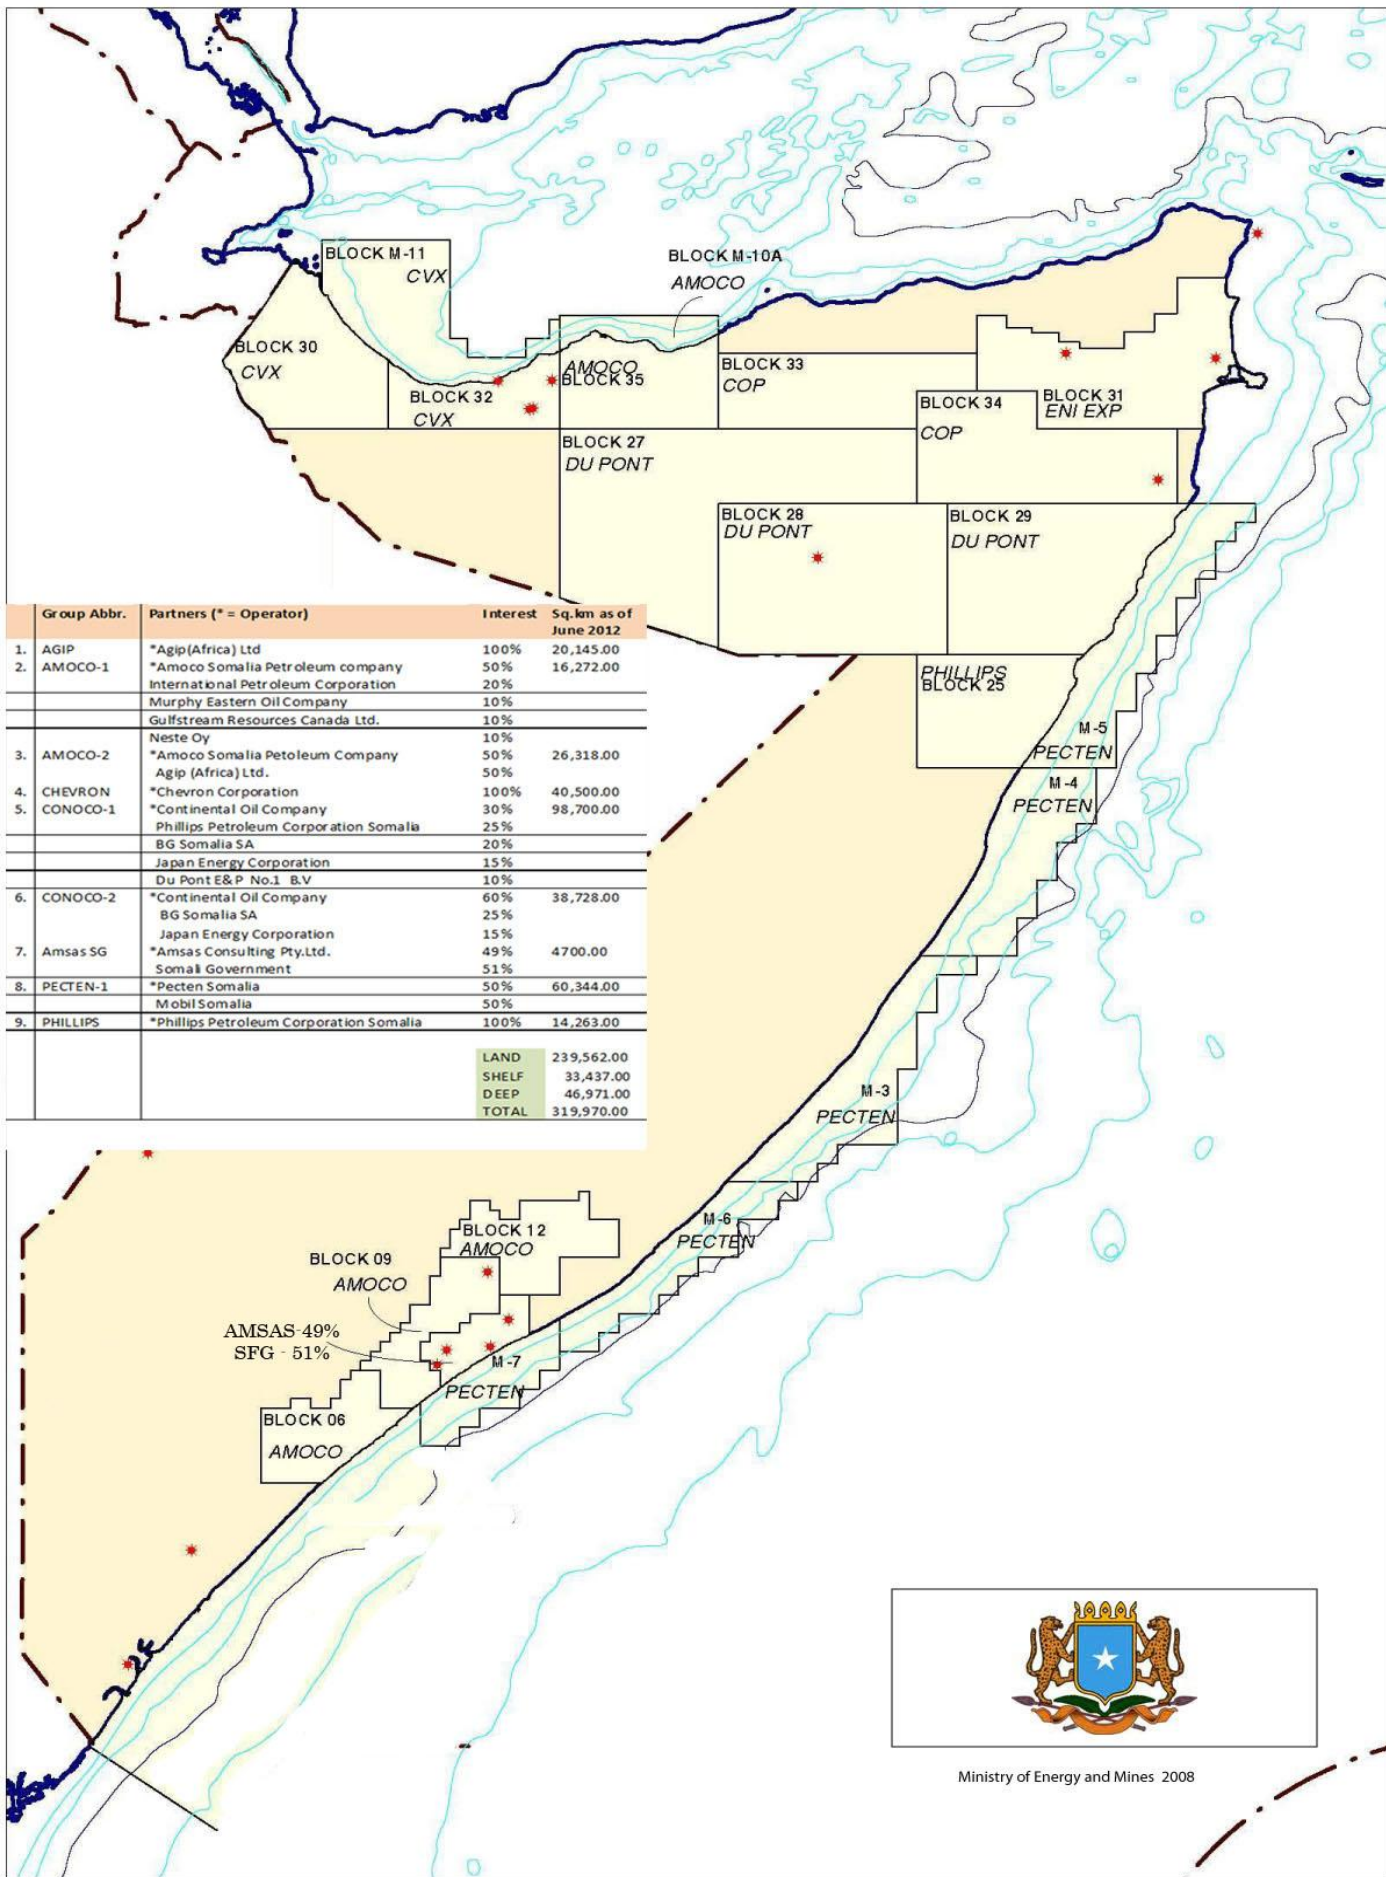 BLOCK M-11
CVX
BLOCK M-10A
AMOCO
BLOCK 30
CVX
BLOCK 32
CVX
AMOCO
BLOCK 35
BLOCK 33
COP
BLOCK 34
COP
BLOCK 31
ENI EXP
BLOCK 27
DU PONT
BLOCK 28
DU PONT
BLOCK 29
DU PONT
PHILLIPS
BLOCK 25
M-5
PECTEN
M-4
PECTEN
M-3
PECTEN
M-6
PECTEN
M-7
PECTEN
Group Abbr. Partners (* = Operator) Interest Sq.km as of
June 2012
1. AGIP *Agip(Africa) Ltd 100% 20,145.00
2. AMOCO-1 *Amoco Somalia Petroleum company 50% 16,272.00
International Petroleum Corporation 20%
Murphy Eastern Oil Company 10%
Gulfstream Resources Canada Ltd. 10%
Neste Oy 10%
3. AMOCO-2 *Amoco Somalia Petoleum Company 50% 26,318.00
Agip (Africa) Ltd. 50%
4. CHEVRON *Chevron Corporation 100% 40,500.00
5. CONOCO-1 *Continental Oil Company 30% 98,700.00
Phillips Petroleum Corporation Somalia 25%
BG Somalia SA 20%
Japan Energy Corporation 15%
Du Pont E&P No.1 B.V 10%
6. CONOCO-2 *Continental Oil Company 60% 38,728.00
BG Somalia SA 25%
Japan Energy Corporation 15%
7. Amsas SG *Amsas Consulting Pty.Ltd. 49% 4700.00
Somali Government 51%
8. PECTEN-1 *Pecten Somalia 50% 60,344.00
Mobil Somalia 50%
9. PHILLIPS *Phillips Petroleum Corporation Somalia 100% 14,263.00
LAND 239,562.00
SHELF 33,437.00
DEEP 46,971.00
TOTAL 319,970.00
BLOCK 12
AMOCO
BLOCK 09
AMOCO
AMSAS-49%
SFG - 51%
BLOCK 06
AMOCO
Ministry of Energy and Mines 2008